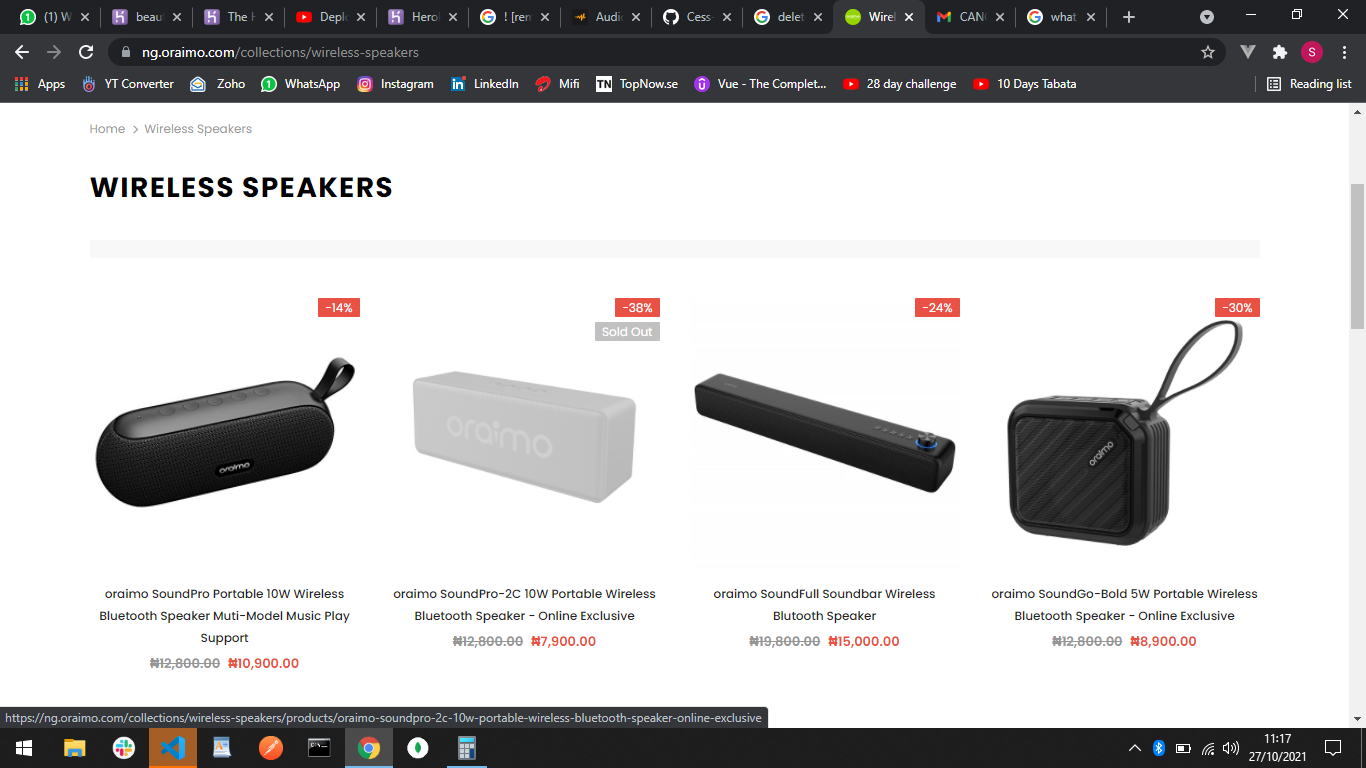 (1) W
beau
The H
Deplo
Hero
! [ren
Audio
Cess-
delet
Wirel
CANC
what
ng.oraimo.com/collections/wireless-speakers
S
Apps
YT Converter
Zoho
WhatsApp
Instagram
LinkedIn
Mifi
TN TopNow.se
Vue - The Complet...
28 day challenge
10 Days Tabata
Reading list
Home > Wireless Speakers
WIRELESS SPEAKERS
-14%
-38%
Sold Out
-24%
-30%
oraimo
oraimo
oraimo
oraimo SoundPro Portable 10W Wireless
Bluetooth Speaker Muti-Model Music Play
Support
₦12,800.00 ₦10,900.00
oraimo SoundPro-2C 10W Portable Wireless
Bluetooth Speaker - Online Exclusive
₦12,800.00 ₦7,900.00
oraimo SoundFull Soundbar Wireless
Blutooth Speaker
₦19,800.00 ₦15,000.00
oraimo SoundGo-Bold 5W Portable Wireless
Bluetooth Speaker - Online Exclusive
₦12,800.00 ₦8,900.00
https://ng.oraimo.com/collections/wireless-speakers/products/oraimo-soundpro-2c-10w-portable-wireless-bluetooth-speaker-online-exclusive
11:17
27/10/2021